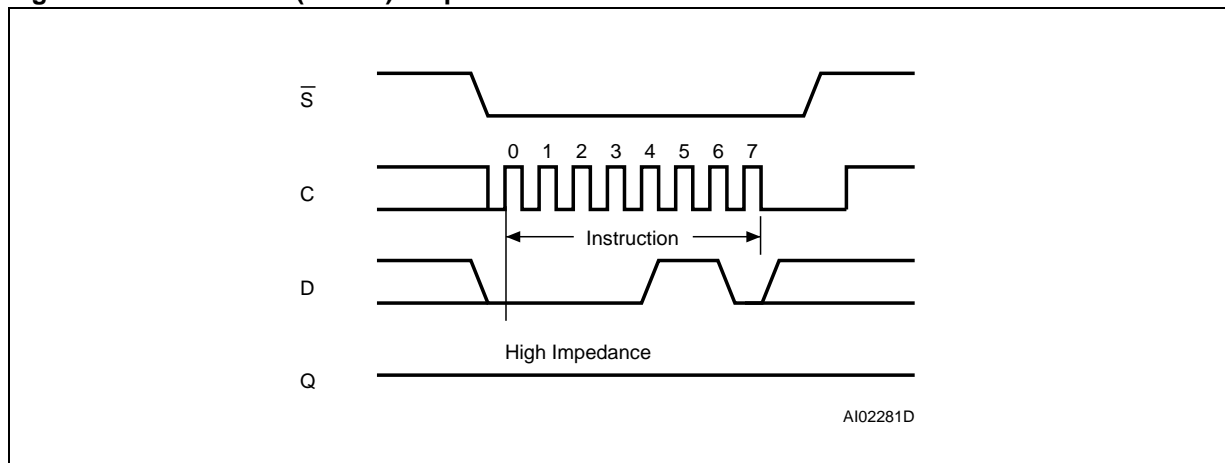 S̅
0 1 2 3 4 5 6 7
C
Instruction
D
High Impedance
Q
AI02281D